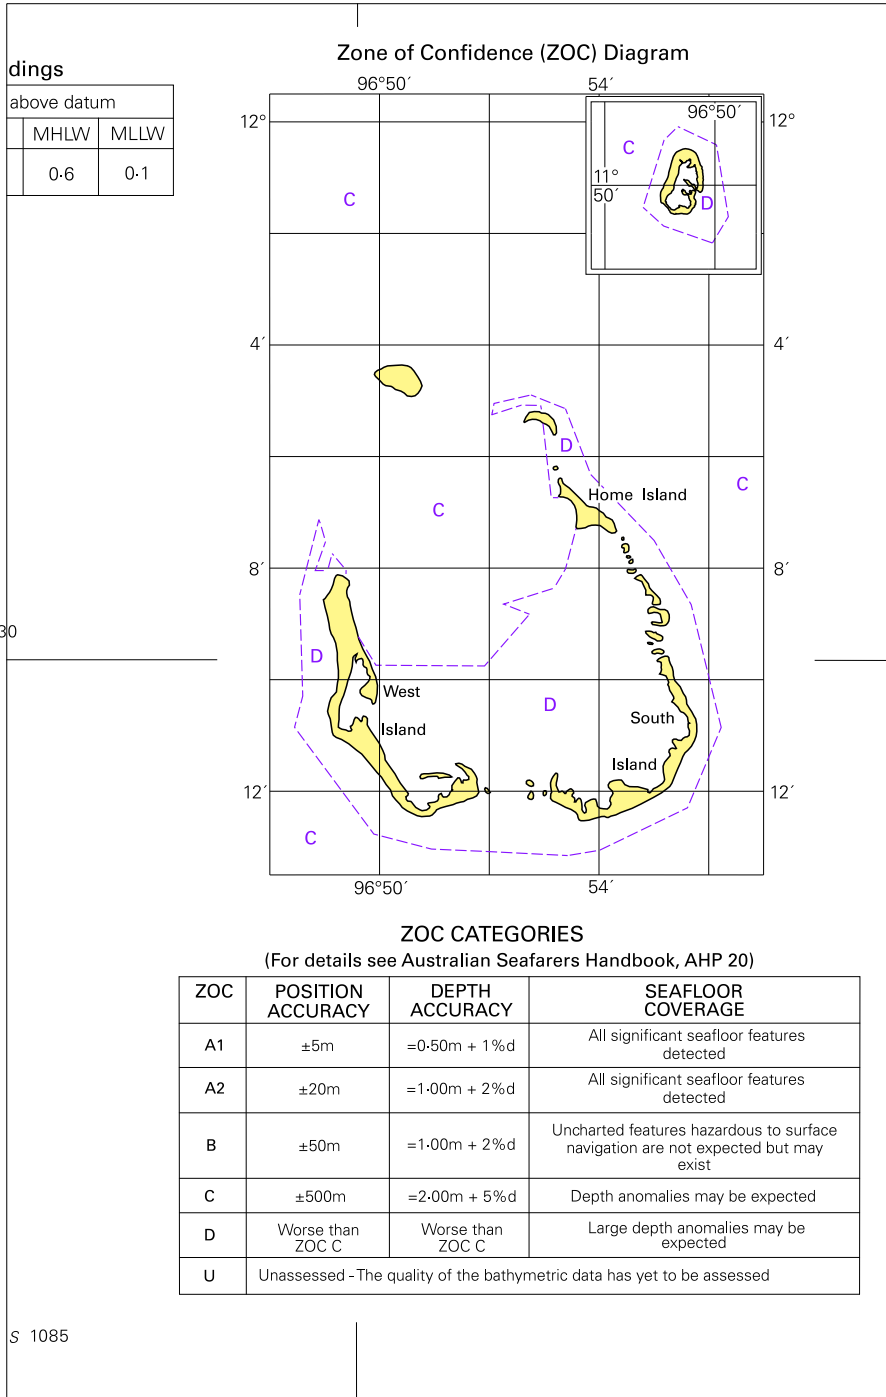 dings
above datum
MHLW MLLW
0·6 0·1
Zone of Confidence (ZOC) Diagram
96°50′ 54′
12° 12°
96°50′
C
11°
50′
D
C
4′ 4′
D
C
C
Home Island
8′ 8′
30
D
West
D
South
Island
Island
12′ 12′
C
96°50′ 54′
ZOC CATEGORIES
(For details see Australian Seafarers Handbook, AHP 20)
ZOC POSITION ACCURACY DEPTH ACCURACY SEAFLOOR COVERAGE
A1 ±5m =0·50m + 1%d All significant seafloor features detected
A2 ±20m =1·00m + 2%d All significant seafloor features detected
B ±50m =1·00m + 2%d Uncharted features hazardous to surface navigation are not expected but may exist
C ±500m =2·00m + 5%d Depth anomalies may be expected
D Worse than ZOC C Worse than ZOC C Large depth anomalies may be expected
U Unassessed - The quality of the bathymetric data has yet to be assessed
S 1085